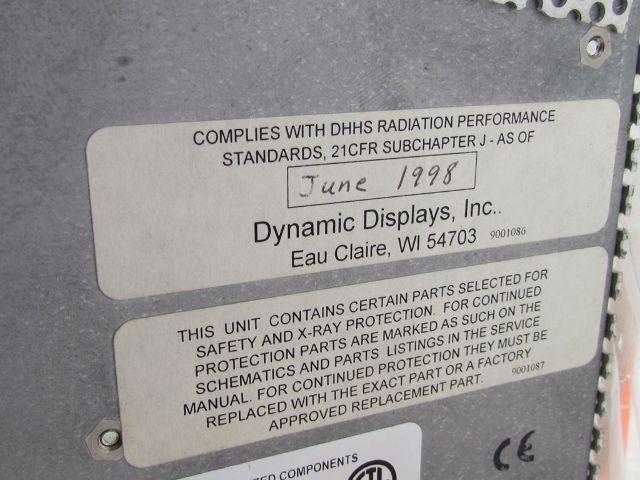 COMPLIES WITH DHHS RADIATION PERFORMANCE
STANDARDS, 21CFR SUBCHAPTER J - AS OF
June 1998
Dynamic Displays, Inc..
Eau Claire, WI 54703 9001086
THIS UNIT CONTAINS CERTAIN PARTS SELECTED FOR
SAFETY AND X-RAY PROTECTION. FOR CONTINUED
PROTECTION PARTS ARE MARKED AS SUCH ON THE
SCHEMATICS AND PARTS LISTINGS IN THE SERVICE
MANUAL. FOR CONTINUED PROTECTION THEY MUST BE
REPLACED WITH THE EXACT PART OR A FACTORY
APPROVED REPLACEMENT PART. 9001087
COMPONENTS
CE